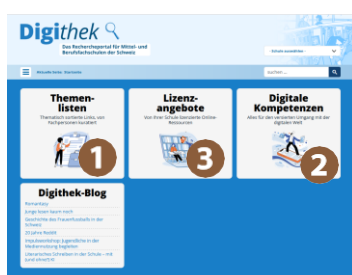 Digithek
Das Rechercheportal für Mittel- und
Berufsfachschulen der Schweiz
Schule auswählen
Aktuelle Seite: Startseite
suchen ...
Themen-
listen
Thematisch sortierte Links, von
Fachpersonen kuratiert
1
Lizenz-
angebote
Von Ihrer Schule lizenzierte Online-
Ressourcen
3
Digitale
Kompetenzen
Alles für den versierten Umgang mit der
digitalen Welt
2
Digithek-Blog
Romantasy
Junge lesen kaum noch
Geschichte des Frauenfussballs in der
Schweiz
20 Jahre Reddit
Impulsworkshop: Jugendliche in der
Mediennutzung begleiten
Literarisches Schreiben in der Schule – mit
(und ohne?) KI